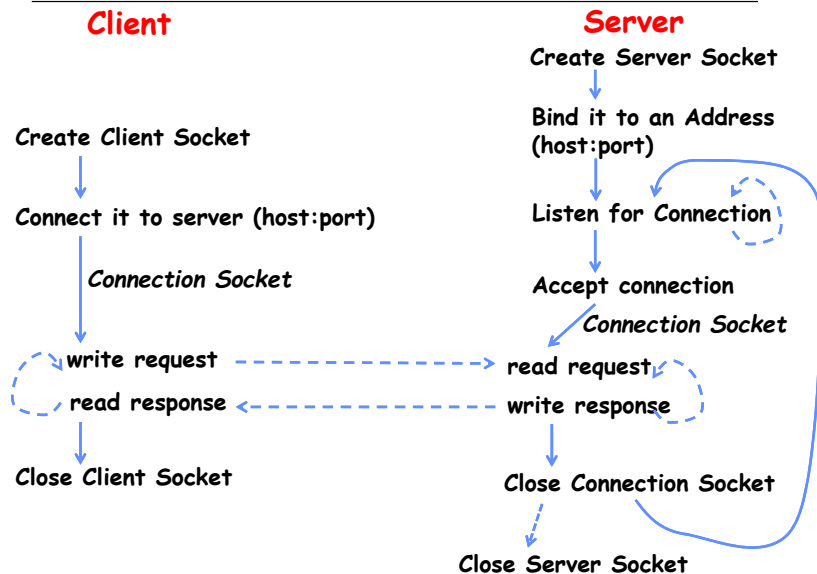 Client
Server
Create Server Socket
Bind it to an Address
(host:port)
Create Client Socket
Connect it to server (host:port)
Listen for Connection
Connection Socket
Accept connection
Connection Socket
write request
read request
read response
write response
Close Client Socket
Close Connection Socket
Close Server Socket